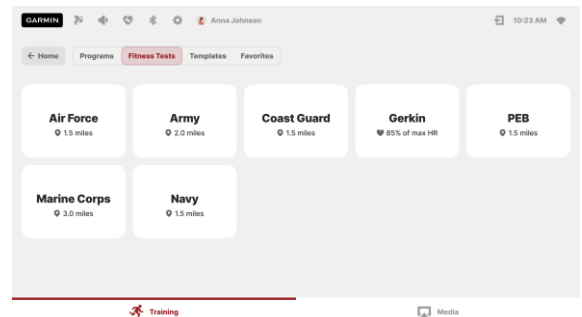 GARMIN Anna Johnson 10:23 AM
Home Programs Fitness Tests Templates Favorites
Air Force
1.5 miles
Army
2.0 miles
Coast Guard
1.5 miles
Gerkin
85% of max HR
PEB
1.5 miles
Marine Corps
3.0 miles
Navy
1.5 miles
Training Media